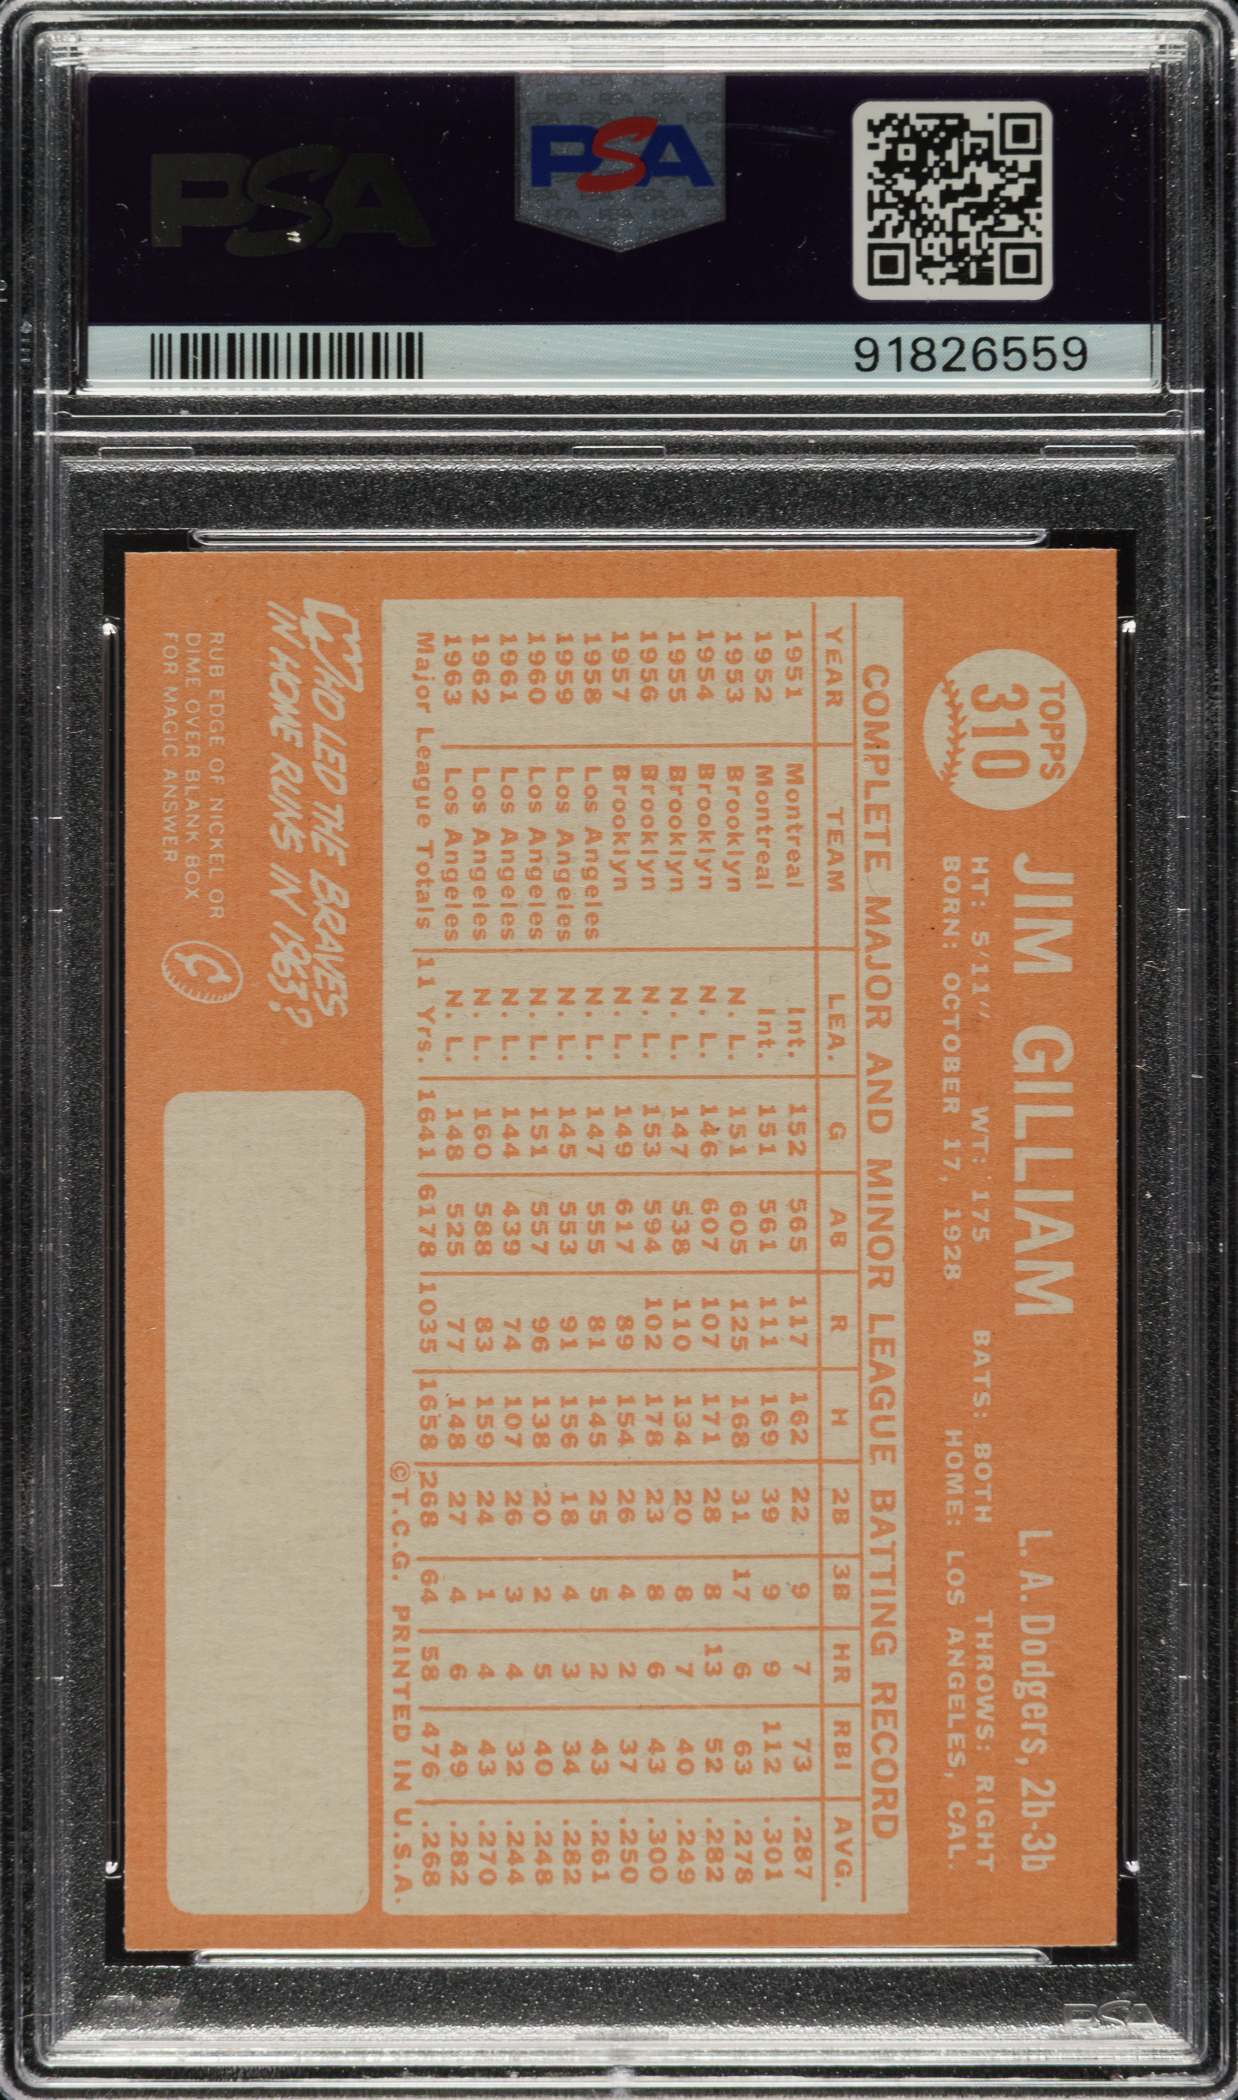 PSA
PSA
91826559
TOPPS
310
JIM GILLIAM
L. A. Dodgers, 2b-3b
HT: 5'11" WT: 175 BATS: BOTH THROWS: RIGHT
BORN: OCTOBER 17, 1928 HOME: LOS ANGELES, CAL.
COMPLETE MAJOR AND MINOR LEAGUE BATTING RECORD
YEAR TEAM LEA. G AB R H 2B 3B HR RBI AVG.
1951 Montreal Int. 152 565 117 162 22 9 7 73 .287
1952 Montreal Int. 151 561 111 169 39 9 9 112 .301
1953 Brooklyn N. L. 151 605 125 168 31 17 6 63 .278
1954 Brooklyn N. L. 146 607 107 171 28 8 13 52 .282
1955 Brooklyn N. L. 147 538 110 134 20 8 7 40 .249
1956 Brooklyn N. L. 153 594 102 178 23 8 6 43 .300
1957 Brooklyn N. L. 149 617 89 154 26 4 2 37 .250
1958 Los Angeles N. L. 147 555 81 145 25 5 2 43 .261
1959 Los Angeles N. L. 145 553 91 156 18 4 3 34 .282
1960 Los Angeles N. L. 151 557 96 138 20 2 5 40 .248
1961 Los Angeles N. L. 144 439 74 107 26 3 4 32 .244
1962 Los Angeles N. L. 160 588 83 159 24 1 4 43 .270
1963 Los Angeles N. L. 148 525 77 148 27 4 6 49 .282
Major League Totals 11 Yrs. 1641 6178 1035 1658 268 64 58 476 .268
©T.C.G. PRINTED IN U.S.A.
WHO LED THE BRAVES
IN HOME RUNS IN 1963?
RUB EDGE OF NICKEL OR
DIME OVER BLANK BOX
FOR MAGIC ANSWER
PSA